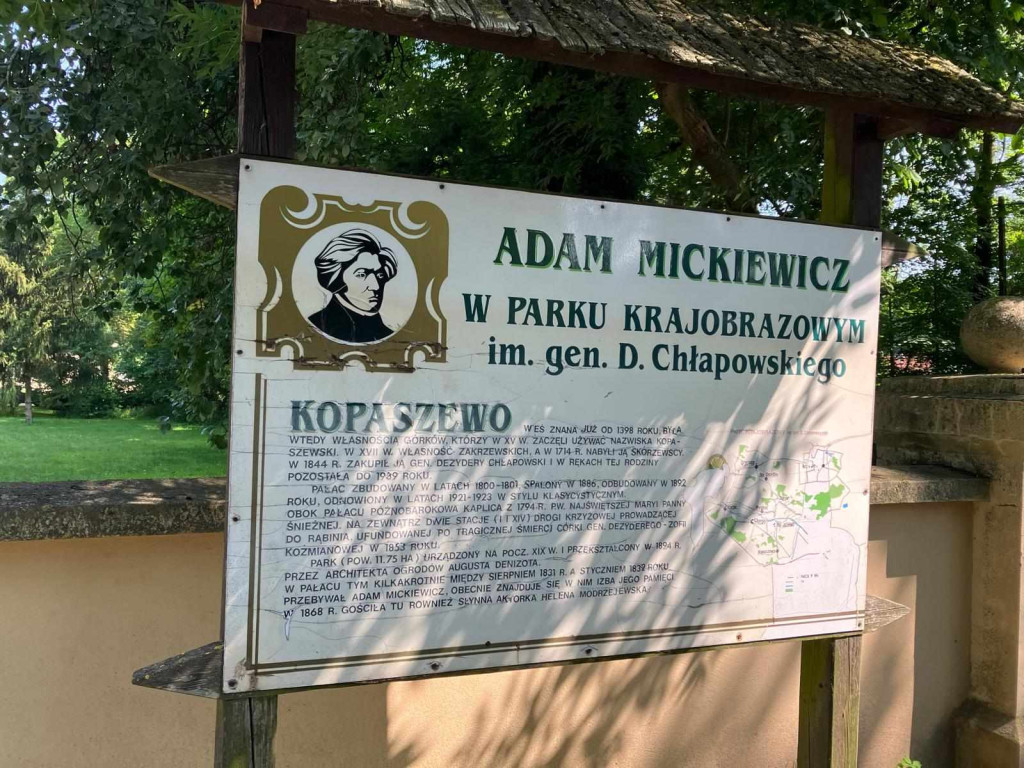 ADAM MICKIEWICZ
W PARKU KRAJOBRAZOWYM
im. gen. D. Chłapowskiego
KOPASZEWO WEŚ ZNANA JUŻ OD 1398 ROKU, BYŁA
WTEDY WŁASNOŚCIĄ GÓRKÓW, KTÓRZY W XV W. ZACZĘLI UŻYWAĆ NAZWISKA KOPA-
SZEWSKI. W XVII W. WŁASNOŚĆ ZAKRZEWSKICH, A W 1714 R. NABYLI JĄ SKÓRZEWSCY.
W 1844 R. ZAKUPIŁ JĄ GEN. DEZYDERY CHŁAPOWSKI I W RĘKACH TEJ RODZINY
POZOSTAŁA DO 1939 ROKU.
PAŁAC ZBUDOWANY W LATACH 1800-1801, SPALONY W 1886, ODBUDOWANY W 1892
ROKU, ODNOWIONY W LATACH 1921-1923 W STYLU KLASYCYSTYCZNYM.
OBOK PAŁACU PÓŹNOBAROKOWA KAPLICA Z 1794 R. P.W. NAJŚWIĘTSZEJ MARYI PANNY
ŚNIEŻNEJ. NA ZEWNĄTRZ DWIE STACJE (I I XIV) DROGI KRZYŻOWEJ PROWADZĄCEJ
DO RĄBINIA, UFUNDOWANEJ PO TRAGICZNEJ ŚMIERCI CÓRKI GEN. DEZYDEREGO - ZOFII
KOŹMIANOWEJ W 1853 ROKU.
PARK (POW. 11.75 HA) URZĄDZONY NA POCZ. XIX W. I PRZEKSZTAŁCONY W 1894 R.
PRZEZ ARCHITEKTA OGRODÓW AUGUSTA DENIZOTA.
W PAŁACU TYM KILKAKROTNIE MIĘDZY SIERPNIEM 1831 R. A STYCZNIEM 1832 ROKU
PRZEBYWAŁ ADAM MICKIEWICZ, OBECNIE ZNAJDUJE SIĘ W NIM IZBA JEGO PAMIĘCI
W 1868 R. GOŚCIŁA TU RÓWNIEŻ SŁYNNA AKTORKA HELENA MODRZEJEWSKA